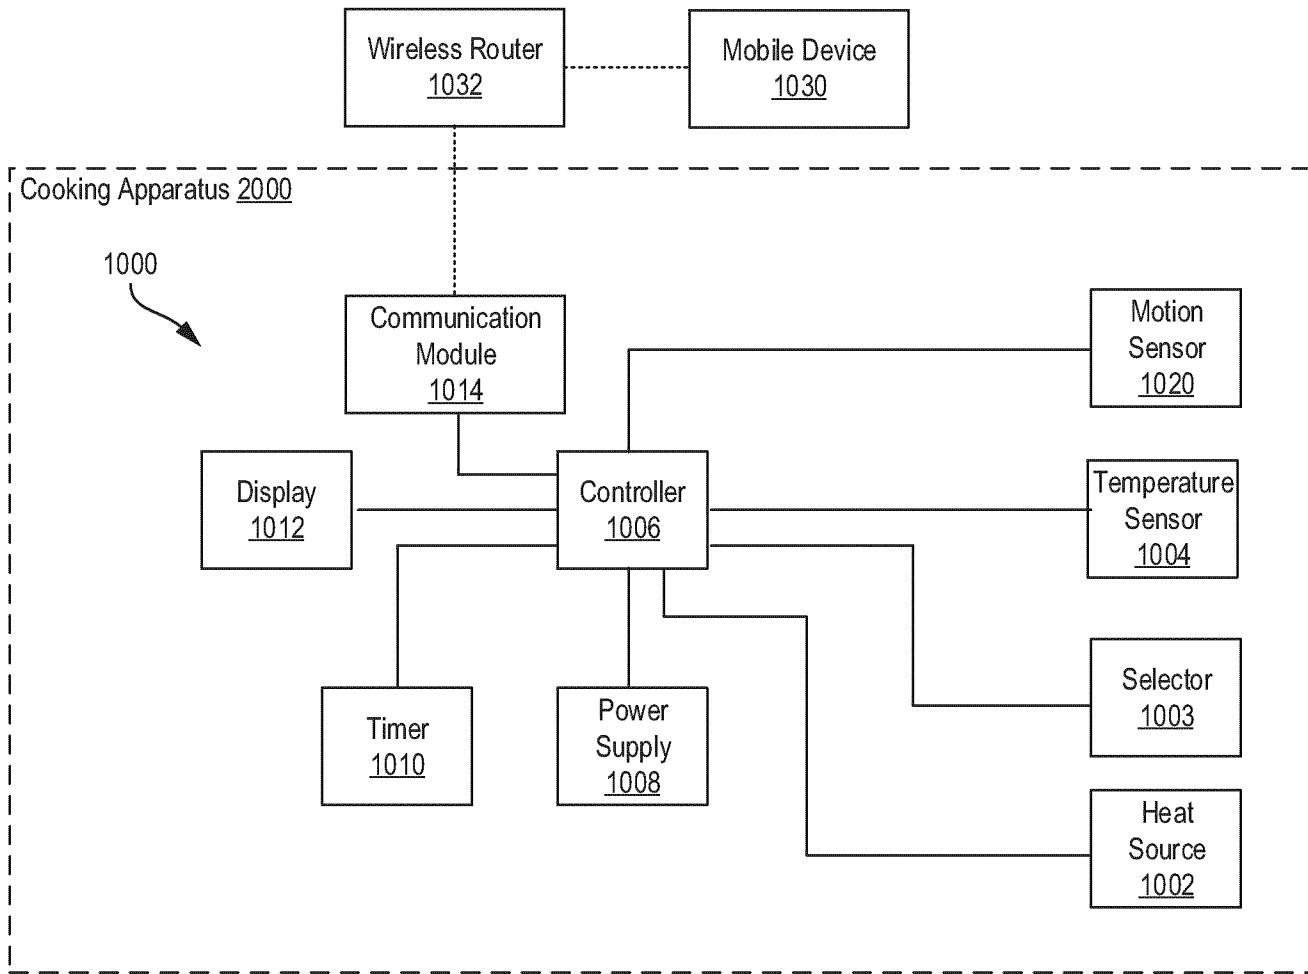 Wireless Router
1032
Mobile Device
1030
Cooking Apparatus 2000
1000
Communication
Module
1014
Motion
Sensor
1020
Display
1012
Controller
1006
Temperature
Sensor
1004
Timer
1010
Power
Supply
1008
Selector
1003
Heat
Source
1002